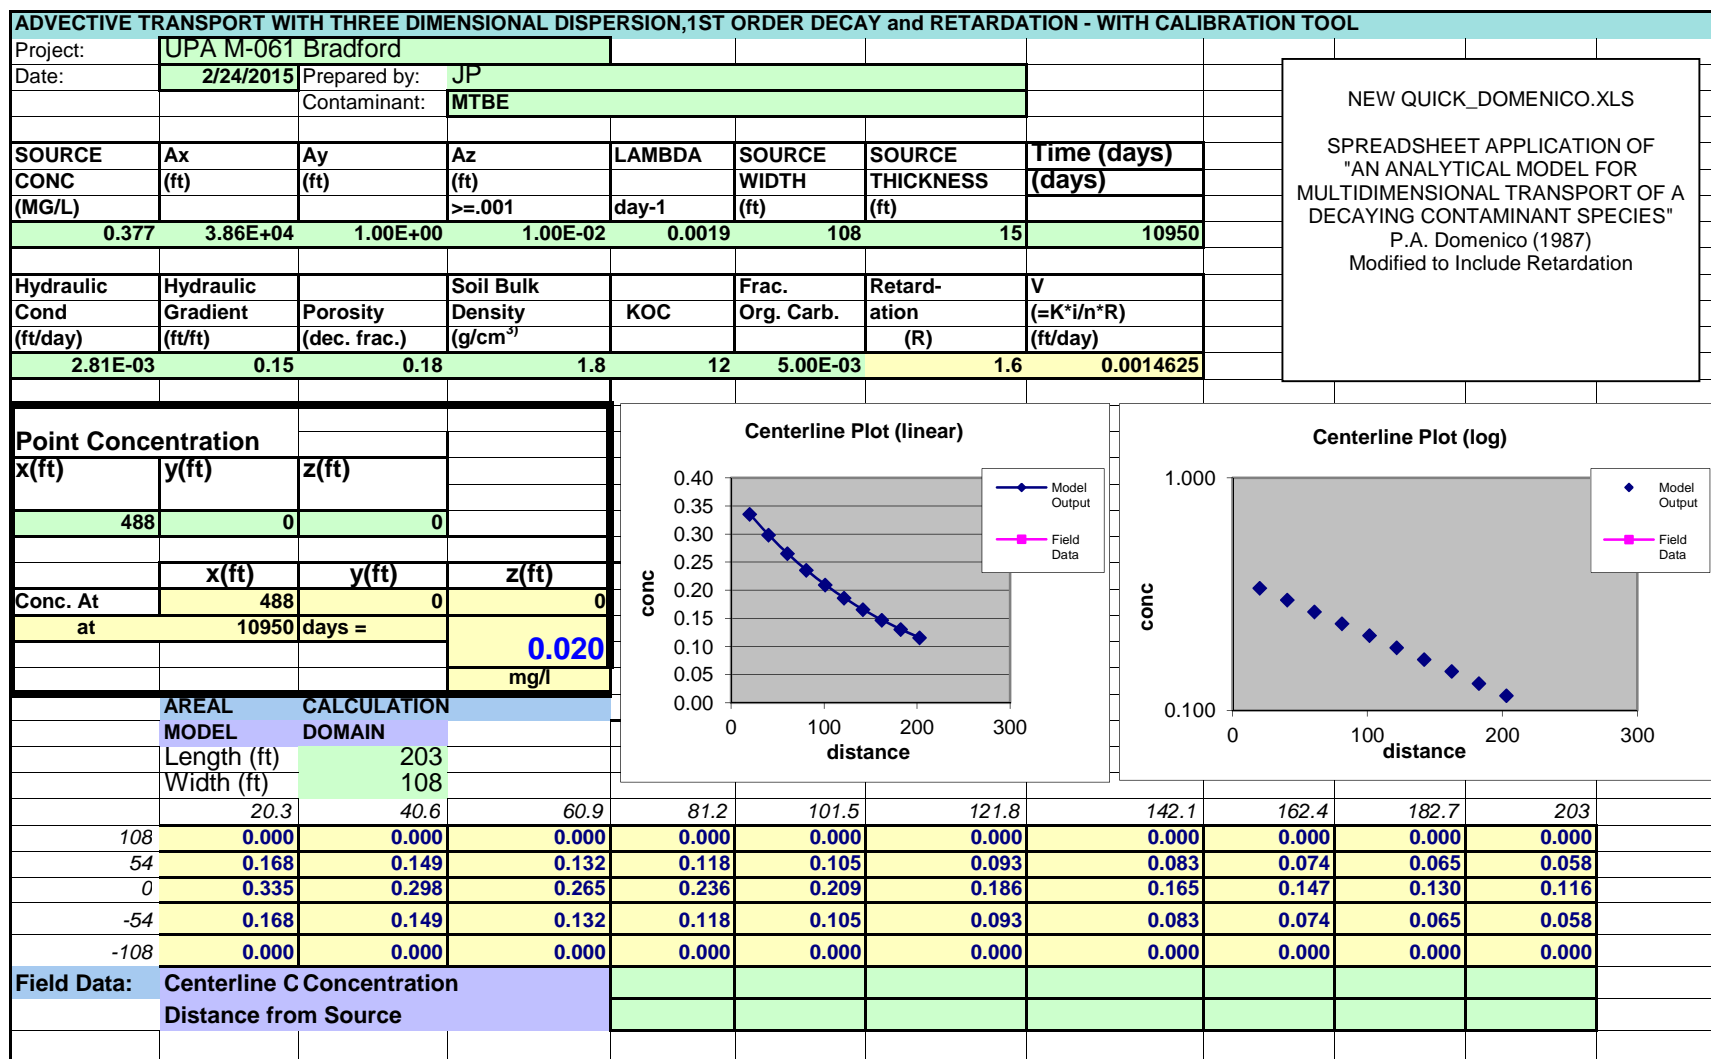 ADVECTIVE TRANSPORT WITH THREE DIMENSIONAL DISPERSION,1ST ORDER DECAY and RETARDATION - WITH CALIBRATION TOOL
Project: UPA M-061 Bradford
Date: 2/24/2015 Prepared by: JP
Contaminant: MTBE
NEW QUICK_DOMENICO.XLS
SPREADSHEET APPLICATION OF
"AN ANALYTICAL MODEL FOR
MULTIDIMENSIONAL TRANSPORT OF A
DECAYING CONTAMINANT SPECIES"
P.A. Domenico (1987)
Modified to Include Retardation
SOURCE Ax Ay Az LAMBDA SOURCE SOURCE Time (days)
CONC (ft) (ft) (ft) WIDTH THICKNESS (days)
(MG/L) >=.001 day-1 (ft) (ft)
0.377 3.86E+04 1.00E+00 1.00E-02 0.0019 108 15 10950
Hydraulic Hydraulic Soil Bulk Frac. Retard- V
Cond Gradient Porosity Density KOC Org. Carb. ation (=K*i/n*R)
(ft/day) (ft/ft) (dec. frac.) (g/cm3) (R) (ft/day)
2.81E-03 0.15 0.18 1.8 12 5.00E-03 1.6 0.0014625
Point Concentration
x(ft) y(ft) z(ft)
488 0 0
x(ft) y(ft) z(ft)
Conc. At 488 0 0
at 10950 days =
0.020
mg/l
Centerline Plot (linear)
0.40
0.35
0.30
0.25
0.20
0.15
0.10
0.05
0.00
conc
0 100 200 300
distance
Model
Output
Field
Data
Centerline Plot (log)
1.000
0.100
conc
0 100 200 300
distance
Model
Output
Field
Data
AREAL CALCULATION
MODEL DOMAIN
Length (ft) 203
Width (ft) 108
20.3 40.6 60.9 81.2 101.5 121.8 142.1 162.4 182.7 203
108 0.000 0.000 0.000 0.000 0.000 0.000 0.000 0.000 0.000 0.000
54 0.168 0.149 0.132 0.118 0.105 0.093 0.083 0.074 0.065 0.058
0 0.335 0.298 0.265 0.236 0.209 0.186 0.165 0.147 0.130 0.116
-54 0.168 0.149 0.132 0.118 0.105 0.093 0.083 0.074 0.065 0.058
-108 0.000 0.000 0.000 0.000 0.000 0.000 0.000 0.000 0.000 0.000
Field Data: Centerline C Concentration
Distance from Source